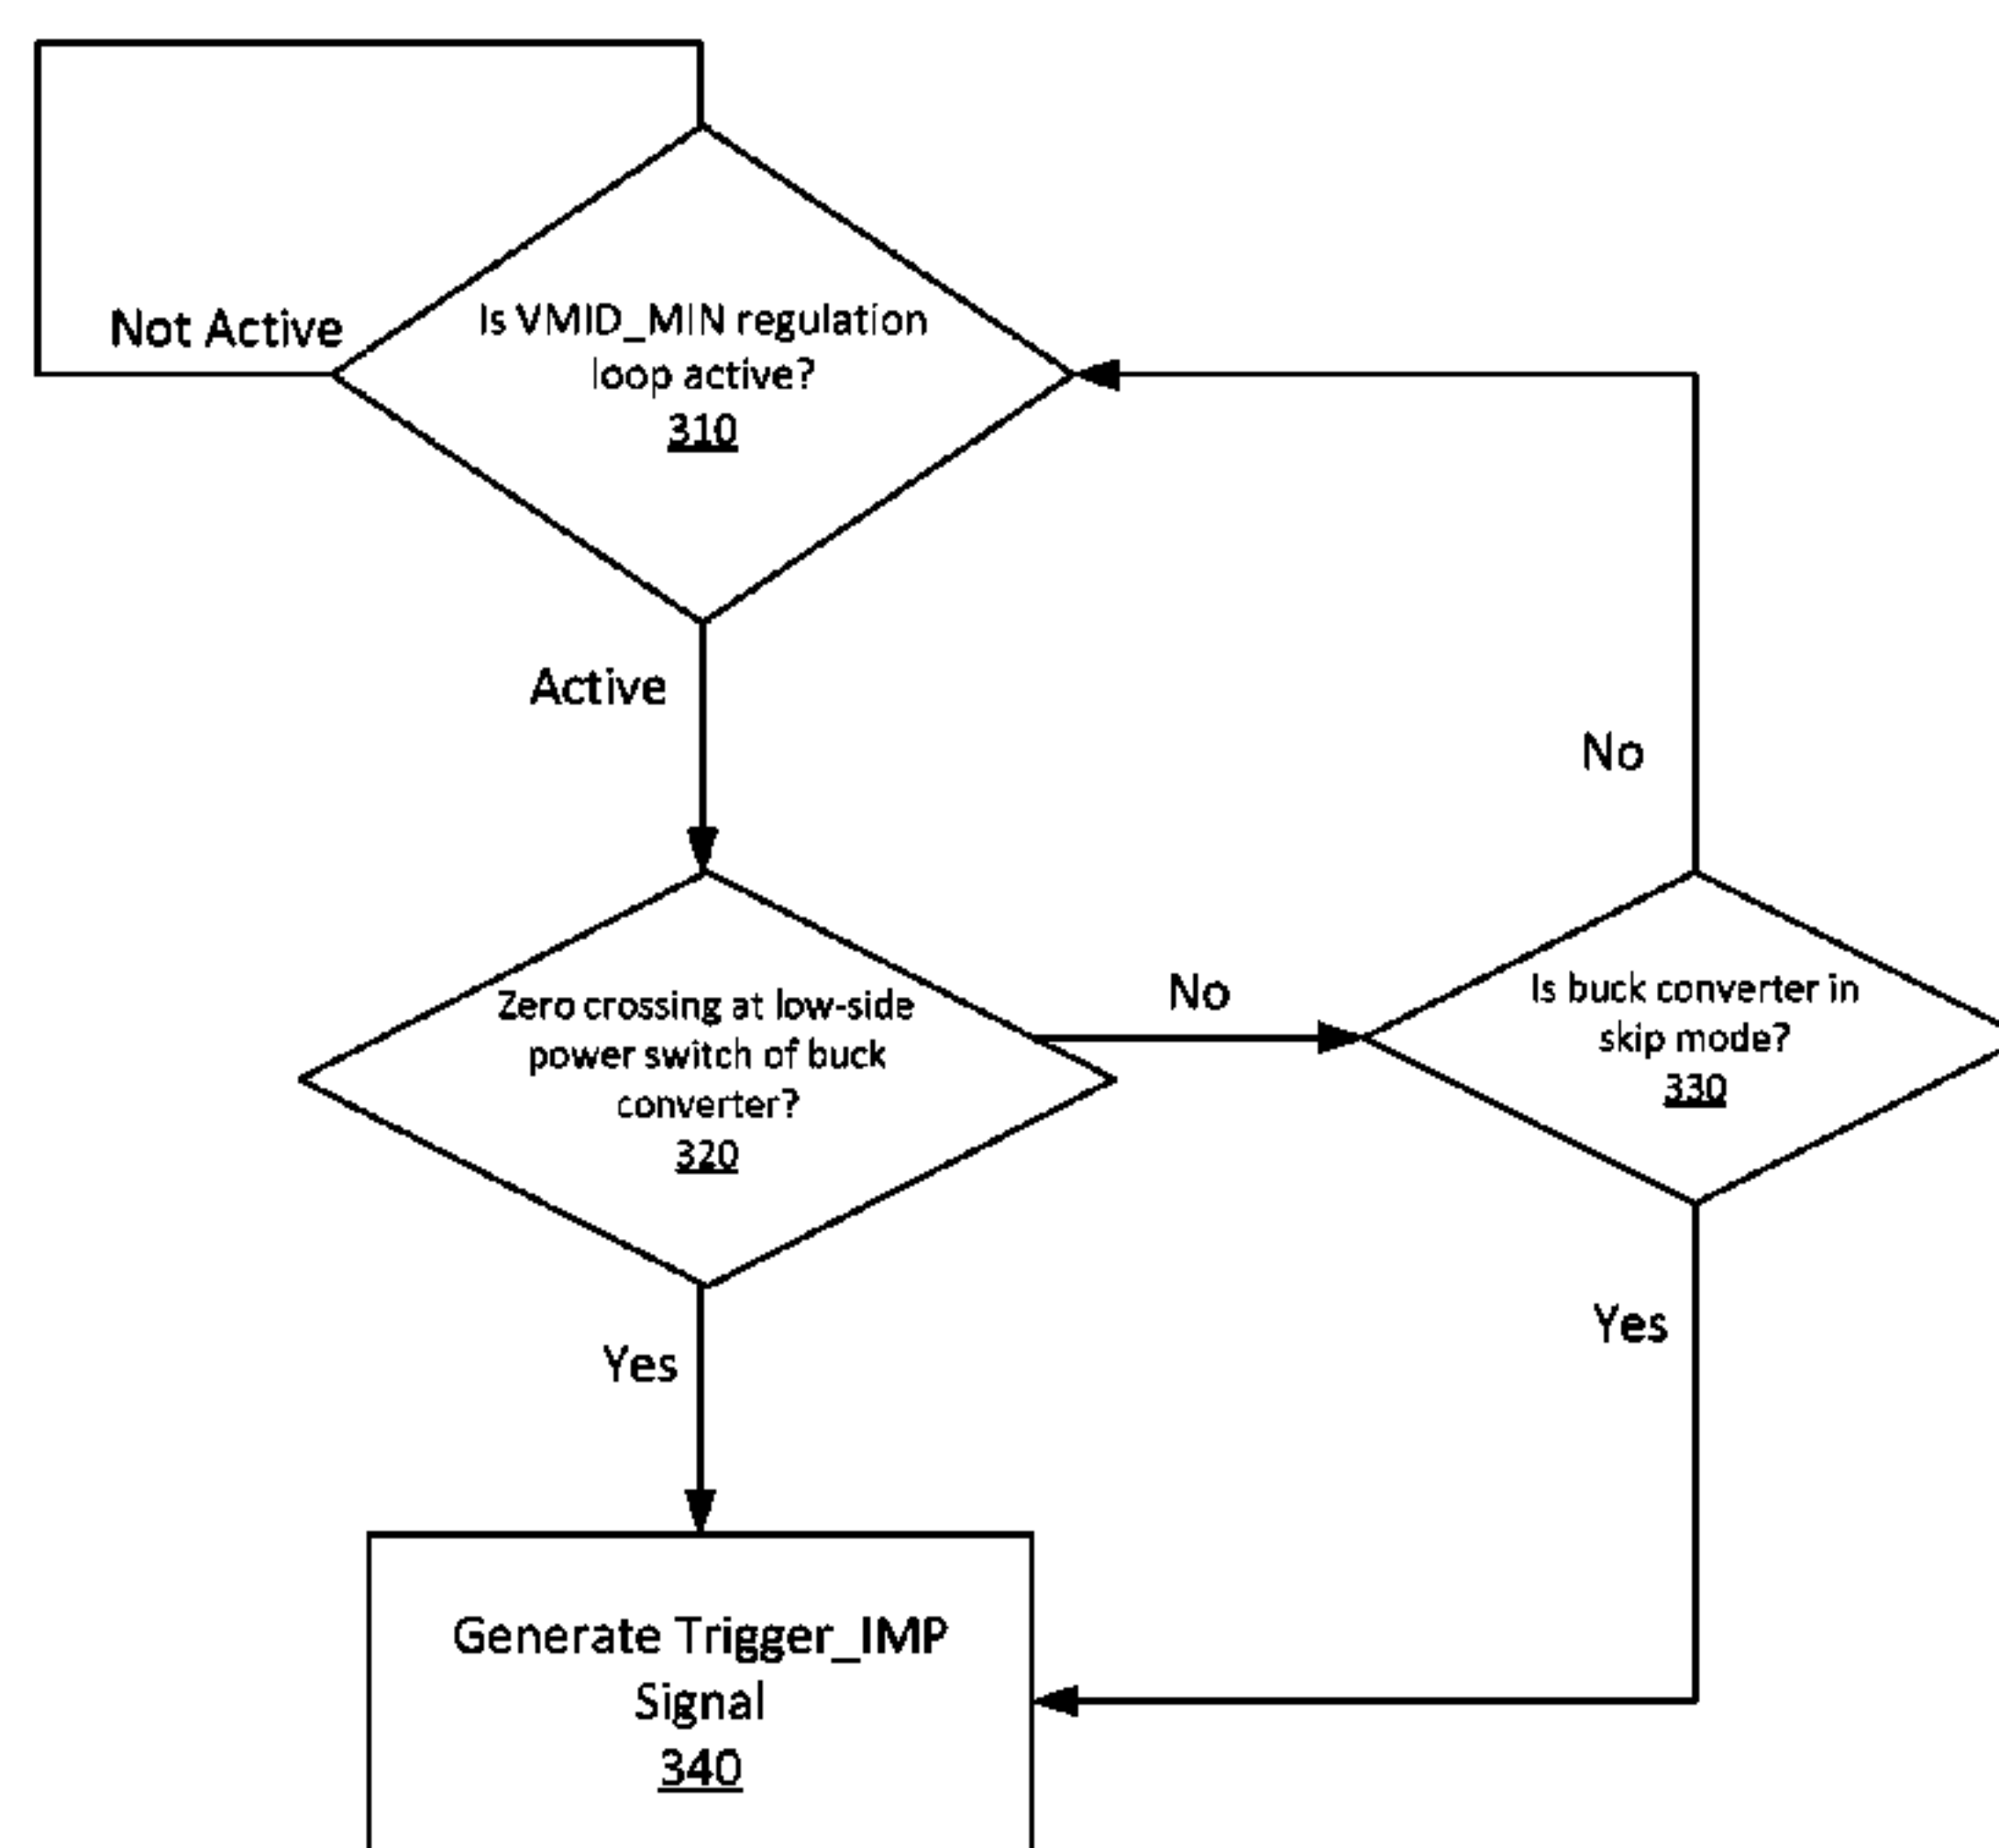 Not Active
Is VMID_MIN regulation
loop active?
310
Active
No
Zero crossing at low-side
power switch of buck
converter?
320
No
Is buck converter in
skip mode?
330
Yes
Yes
Generate Trigger_IMP
Signal
340